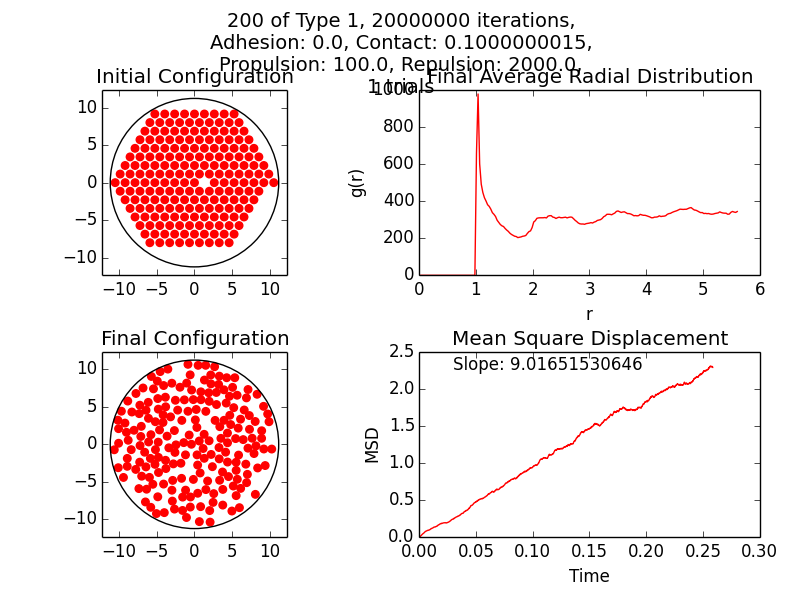 200 of Type 1, 20000000 iterations,
Adhesion: 0.0, Contact: 0.1000000015,
Propulsion: 100.0, Repulsion: 2000.0,
1 trials
Initial Configuration
10
5
0
−5
−10
−10 −5 0 5 10
Final Average Radial Distribution
1000
800
600
400
200
0
g(r)
0 1 2 3 4 5 6
r
Final Configuration
10
5
0
−5
−10
−10 −5 0 5 10
Mean Square Displacement
Slope: 9.01651530646
2.5
2.0
1.5
1.0
0.5
0.0
MSD
0.00 0.05 0.10 0.15 0.20 0.25 0.30
Time